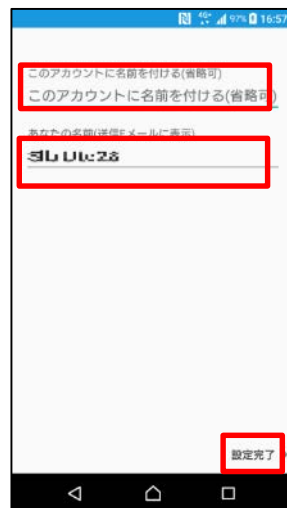 97% 16:57
このアカウントに名前を付ける(省略可)
このアカウントに名前を付ける(省略可)
あなたの名前(送信Eメールに表示)
設定完了